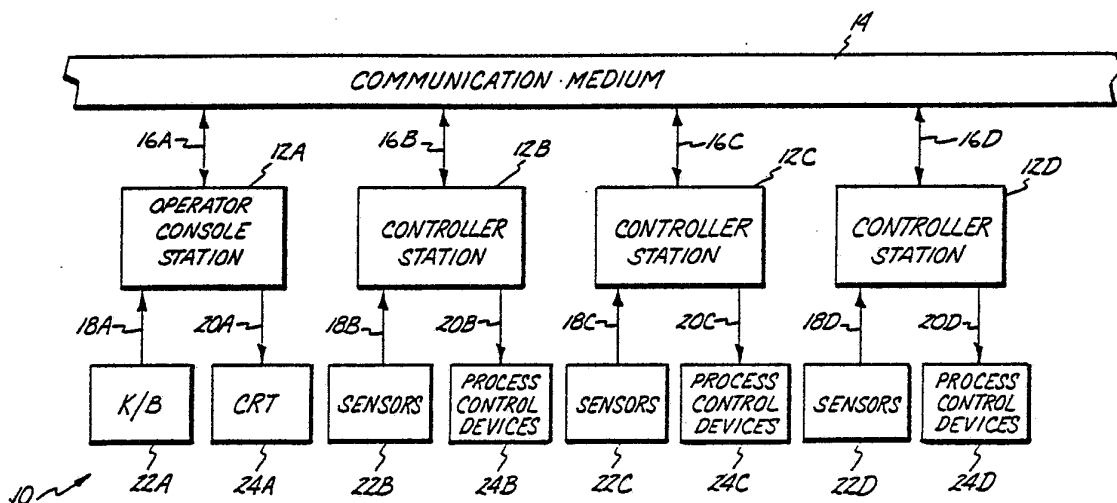 14
COMMUNICATION MEDIUM
16A
12A
16B
12B
16C
12C
16D
12D
OPERATOR
CONSOLE
STATION
CONTROLLER
STATION
CONTROLLER
STATION
CONTROLLER
STATION
18A
20A
18B
20B
18C
20C
18D
20D
K/B
CRT
SENSORS
PROCESS
CONTROL
DEVICES
SENSORS
PROCESS
CONTROL
DEVICES
SENSORS
PROCESS
CONTROL
DEVICES
10
22A
24A
22B
24B
22C
24C
22D
24D